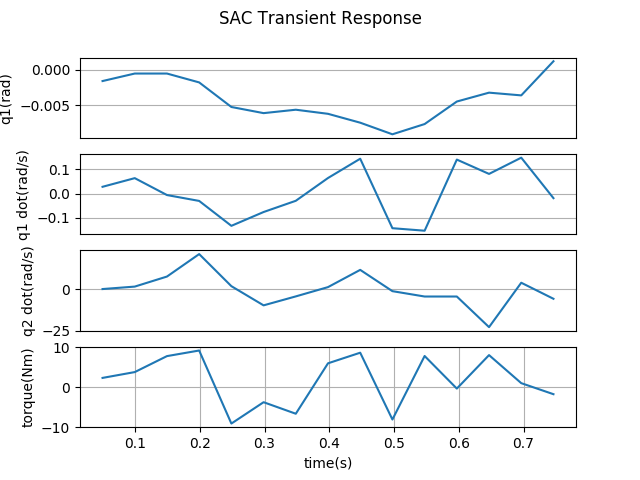 SAC Transient Response
q1(rad)
0.000
−0.005
q1 dot(rad/s)
0.1
0.0
−0.1
q2 dot(rad/s)
0
−25
torque(Nm)
10
0
−10
0.1 0.2 0.3 0.4 0.5 0.6 0.7
time(s)